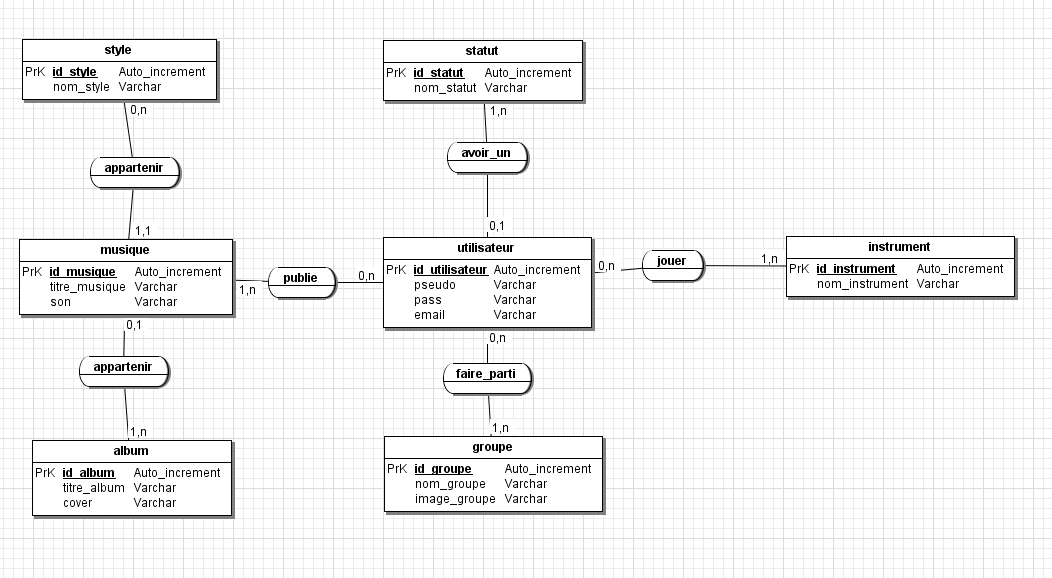 style
PrK id_style Auto_increment
nom_style Varchar
0,n
appartenir
1,1
musique
PrK id_musique Auto_increment
titre_musique Varchar
son Varchar
0,1
appartenir
1,n
album
PrK id_album Auto_increment
titre_album Varchar
cover Varchar
1,n
publie
0,n
statut
PrK id_statut Auto_increment
nom_statut Varchar
1,n
avoir_un
0,1
utilisateur
PrK id_utilisateur Auto_increment
pseudo Varchar
pass Varchar
email Varchar
0,n
faire_parti
1,n
groupe
PrK id_groupe Auto_increment
nom_groupe Varchar
image_groupe Varchar
0,n
jouer
1,n
instrument
PrK id_instrument Auto_increment
nom_instrument Varchar